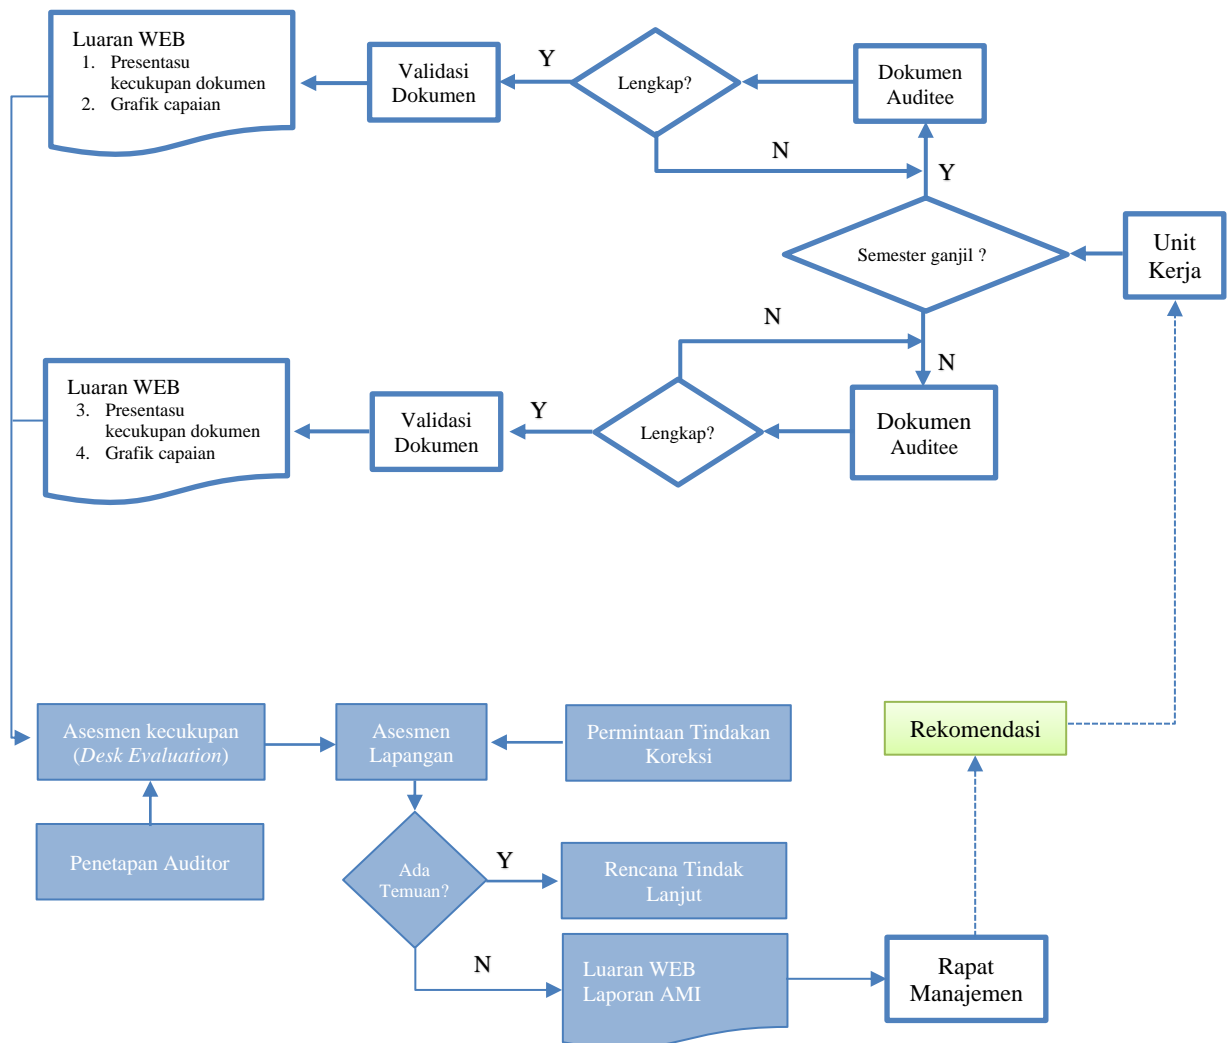 Luaran WEB
1. Presentasu
kecukupan dokumen
2. Grafik capaian
Validasi
Dokumen
Y
Lengkap?
Dokumen
Auditee
N
Y
Semester ganjil ?
Unit
Kerja
N
N
Luaran WEB
3. Presentasu
kecukupan dokumen
4. Grafik capaian
Validasi
Dokumen
Y
Lengkap?
Dokumen
Auditee
Asesmen kecukupan
(Desk Evaluation)
Asesmen
Lapangan
Permintaan Tindakan
Koreksi
Rekomendasi
Penetapan Auditor
Ada
Temuan?
Y
Rencana Tindak
Lanjut
N
Luaran WEB
Laporan AMI
Rapat
Manajemen